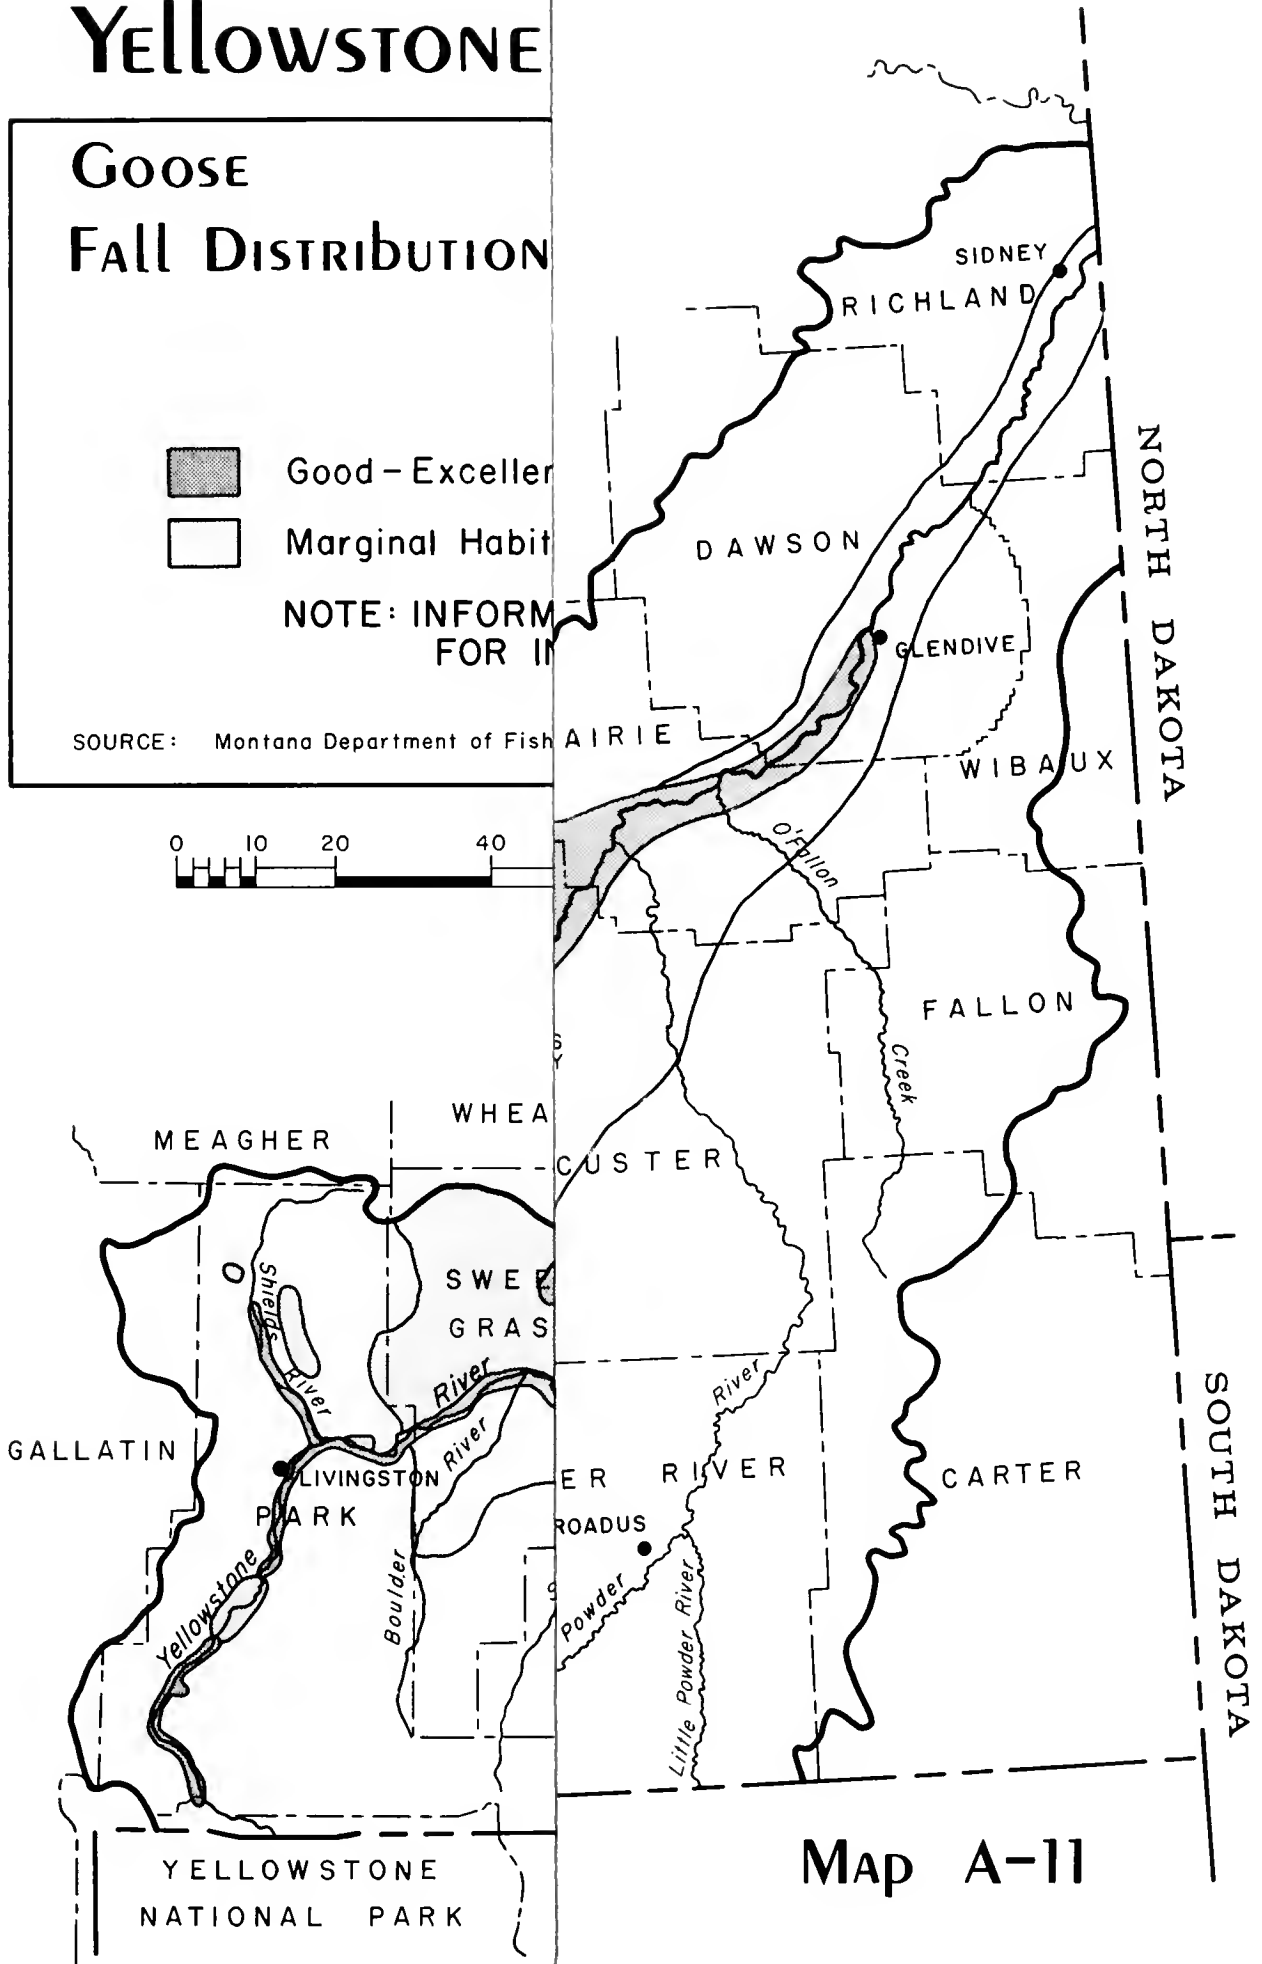 Yellowstone
Goose
Fall Distribution
Good-Exceller
Marginal Habit
NOTE: INFORM
FOR IN
SOURCE: Montana Department of Fish
0 10 20 40
MEAGHER
WHEA
SWEE
GRAS
Shields
River
River
River
GALLATIN
LIVINGSTON
PARK
Yellowstone
Boulder
YELLOWSTONE
NATIONAL PARK
SIDNEY
RICHLAND
NORTH DAKOTA
DAWSON
GLENDIVE
AIRIE
WIBAUX
O'Fallon
Creek
FALLON
CUSTER
River
ER RIVER
ROADUS
Powder
Little Powder River
CARTER
SOUTH DAKOTA
Map A-11